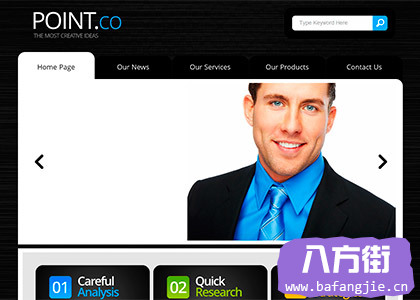 POINT.CO
THE MOST CREATIVE IDEAS
Type Keyword Here
Home Page
Our News
Our Services
Our Products
Contact Us
01 Careful Analysis
02 Quick Research
八方街
www.bafangjie.cn